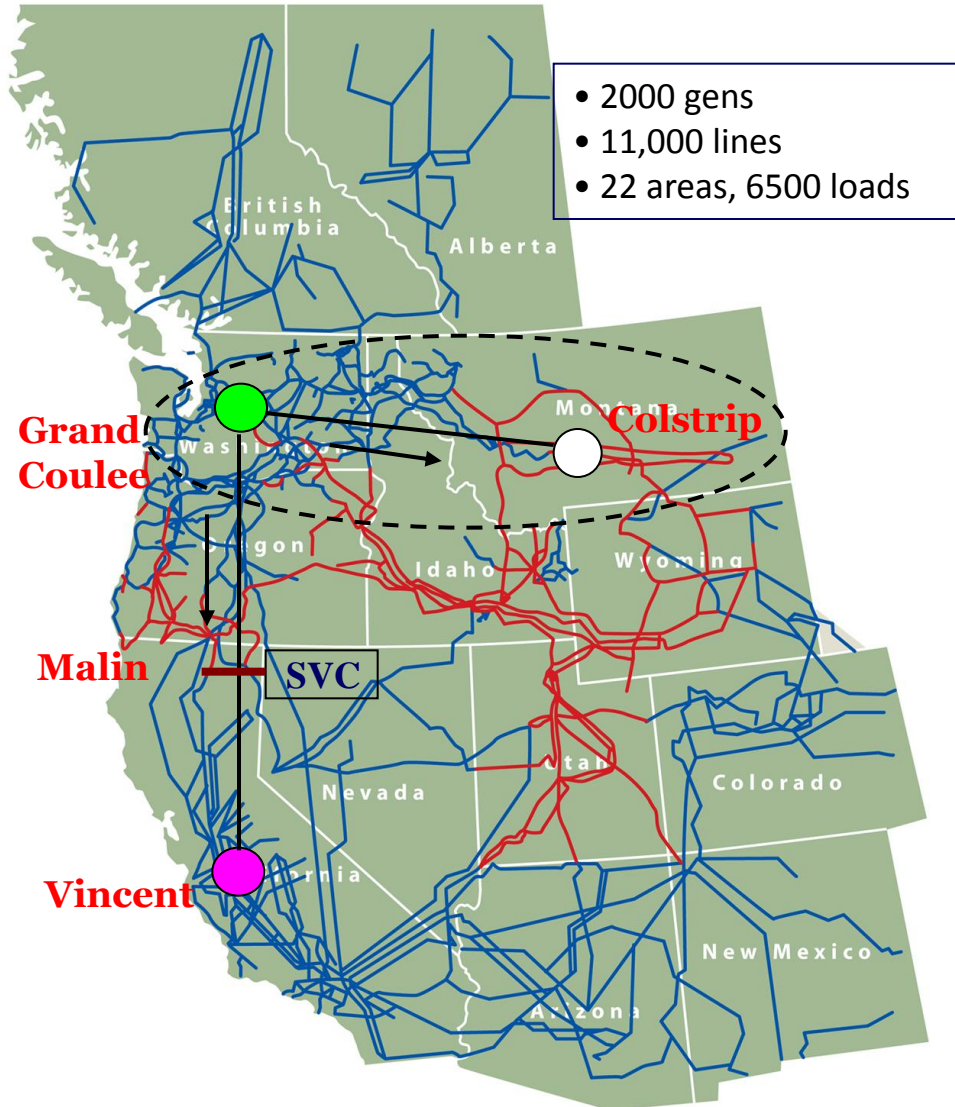 • 2000 gens
• 11,000 lines
• 22 areas, 6500 loads
British
Columbia
Alberta
Montana
Colstrip
Grand
Coulee
Washington
Oregon
Idaho
Wyoming
Malin
SVC
Utah
Nevada
Colorado
Vincent
ifornia
New Mexico
Arizona